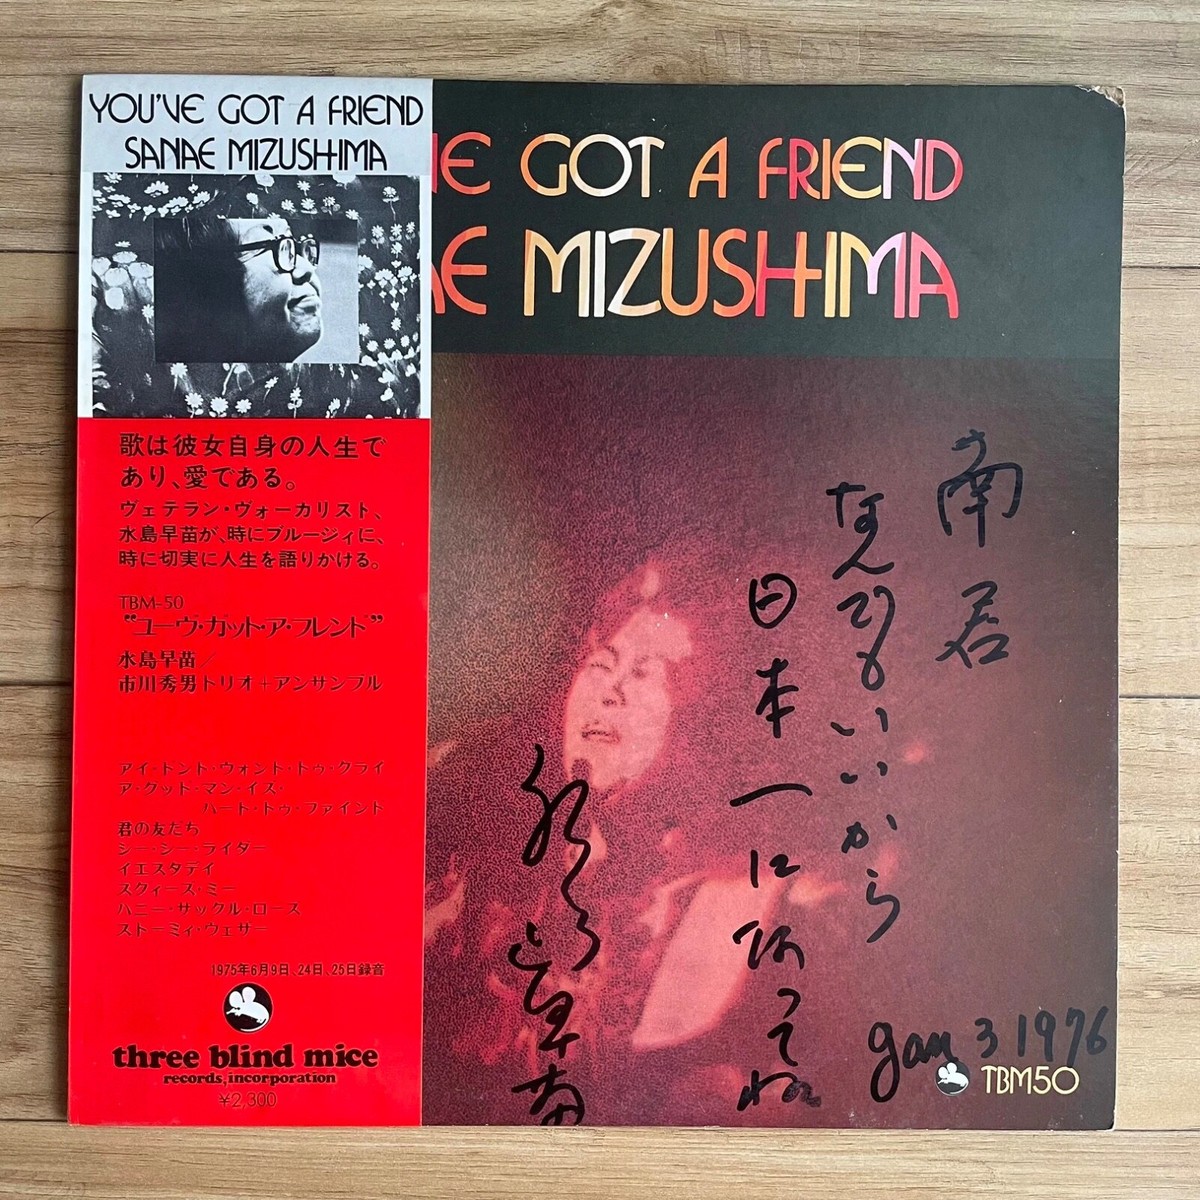 YOU'VE GOT A FRIEND
SANAE MIZUSHIMA
歌は彼女自身の人生で
あり、愛である。
ヴェテラン・ヴォーカリスト、
水島早苗が、時にブルージィに、
時に切実に人生を語りかける。
TBM-50
"ユーヴ・ガット・ア・フレンド"
水島早苗/
市川秀男トリオ+アンサンブル
アイ・ドント・ウォント・トゥ・クライ
ア・グッド・マン・イズ・
ハード・トゥ・ファインド
君の友だち
シー・シー・ライダー
イエスタデイ
スクィーズ・ミー
ハニー・サックル・ローズ
ストーミィ・ウェザー
1975年6月9日、24日、25日録音
three blind mice
records, incorporation
¥2,300
VE GOT A FRIEND
AE MIZUSHIMA
南君
なんでもいいから
日本一になってね
水島早苗
Jan 3 1976
TBM50